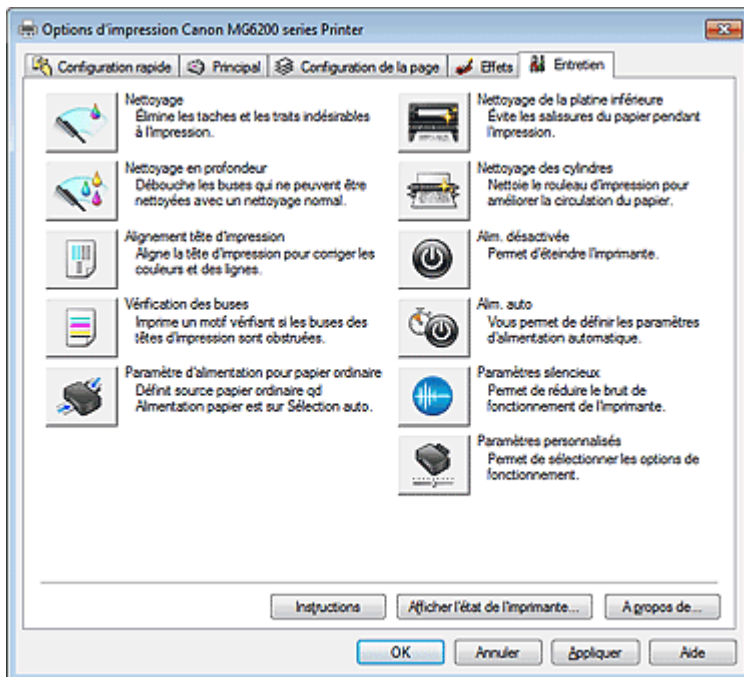 Options d'impression Canon MG6200 series Printer
Configuration rapide
Principal
Configuration de la page
Effets
Entretien
Nettoyage
Élimine les taches et les traits indésirables
à l'impression.
Nettoyage en profondeur
Débouche les buses qui ne peuvent être
nettoyées avec un nettoyage normal.
Alignement tête d'impression
Aligne la tête d'impression pour corriger les
couleurs et des lignes.
Vérification des buses
Imprime un motif vérifiant si les buses des
têtes d'impression sont obstruées.
Paramètre d'alimentation pour papier ordinaire
Définit source papier ordinaire qd
Alimentation papier est sur Sélection auto.
Nettoyage de la platine inférieure
Évite les salissures du papier pendant
l'impression.
Nettoyage des cylindres
Nettoie le rouleau d'impression pour
améliorer la circulation du papier.
Alim. désactivée
Permet d'éteindre l'imprimante.
Alim. auto
Vous permet de définir les paramètres
d'alimentation automatique.
Paramètres silencieux
Permet de réduire le bruit de
fonctionnement de l'imprimante.
Paramètres personnalisés
Permet de sélectionner les options de
fonctionnement.
Instructions
Afficher l'état de l'imprimante...
A propos de...
OK
Annuler
Appliquer
Aide